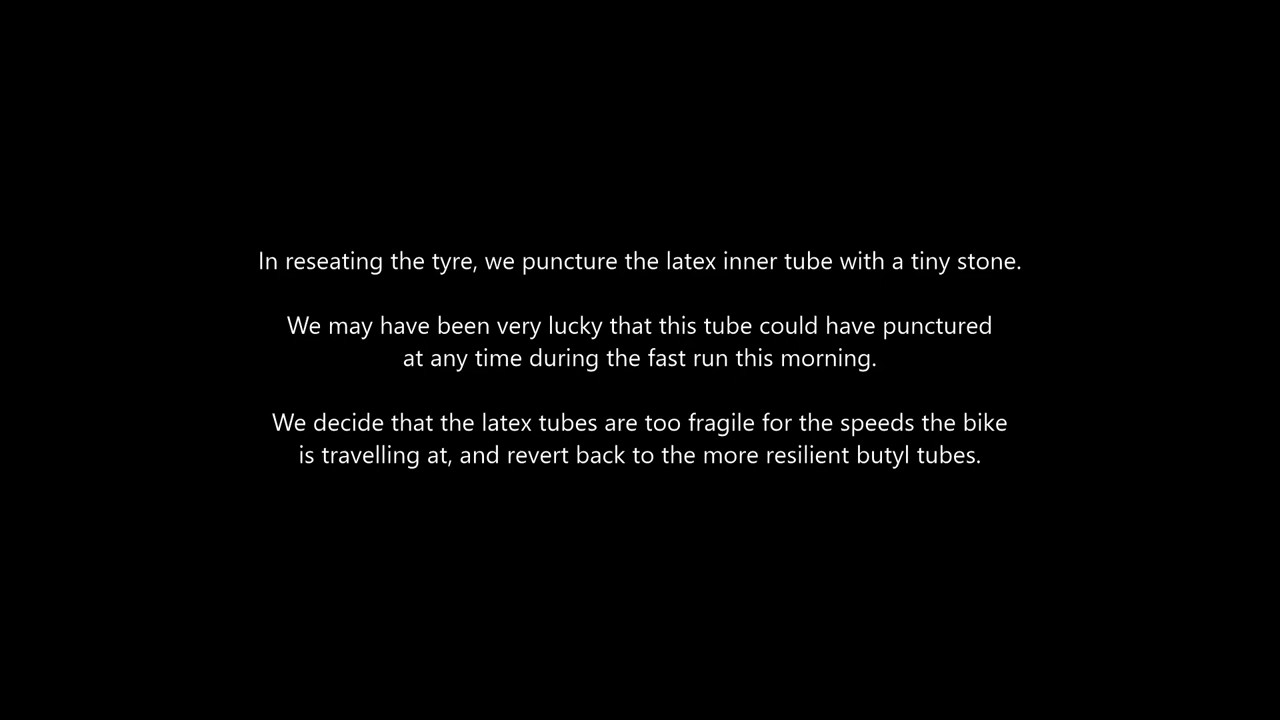 In reseating the tyre, we puncture the latex inner tube with a tiny stone.
We may have been very lucky that this tube could have punctured
at any time during the fast run this morning.
We decide that the latex tubes are too fragile for the speeds the bike
is travelling at, and revert back to the more resilient butyl tubes.